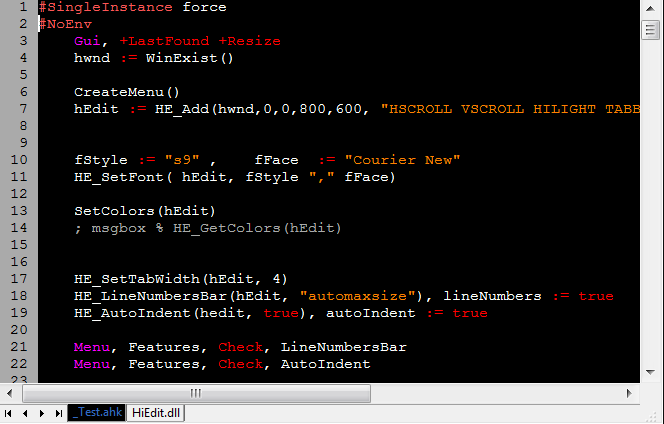 1 #SingleInstance force
2 #NoEnv
3 Gui, +LastFound +Resize
4 hwnd := WinExist()
5
6 CreateMenu()
7 hEdit := HE_Add(hwnd,0,0,800,600, "HSCROLL VSCROLL HILIGHT TABB
8
9
10 fStyle := "s9" , fFace := "Courier New"
11 HE_SetFont( hEdit, fStyle "," fFace)
12
13 SetColors(hEdit)
14 ; msgbox % HE_GetColors(hEdit)
15
16
17 HE_SetTabWidth(hEdit, 4)
18 HE_LineNumbersBar(hEdit, "automaxsize"), lineNumbers := true
19 HE_AutoIndent(hedit, true), autoIndent := true
20
21 Menu, Features, Check, LineNumbersBar
22 Menu, Features, Check, AutoIndent
23
_Test.ahk HiEdit.dll